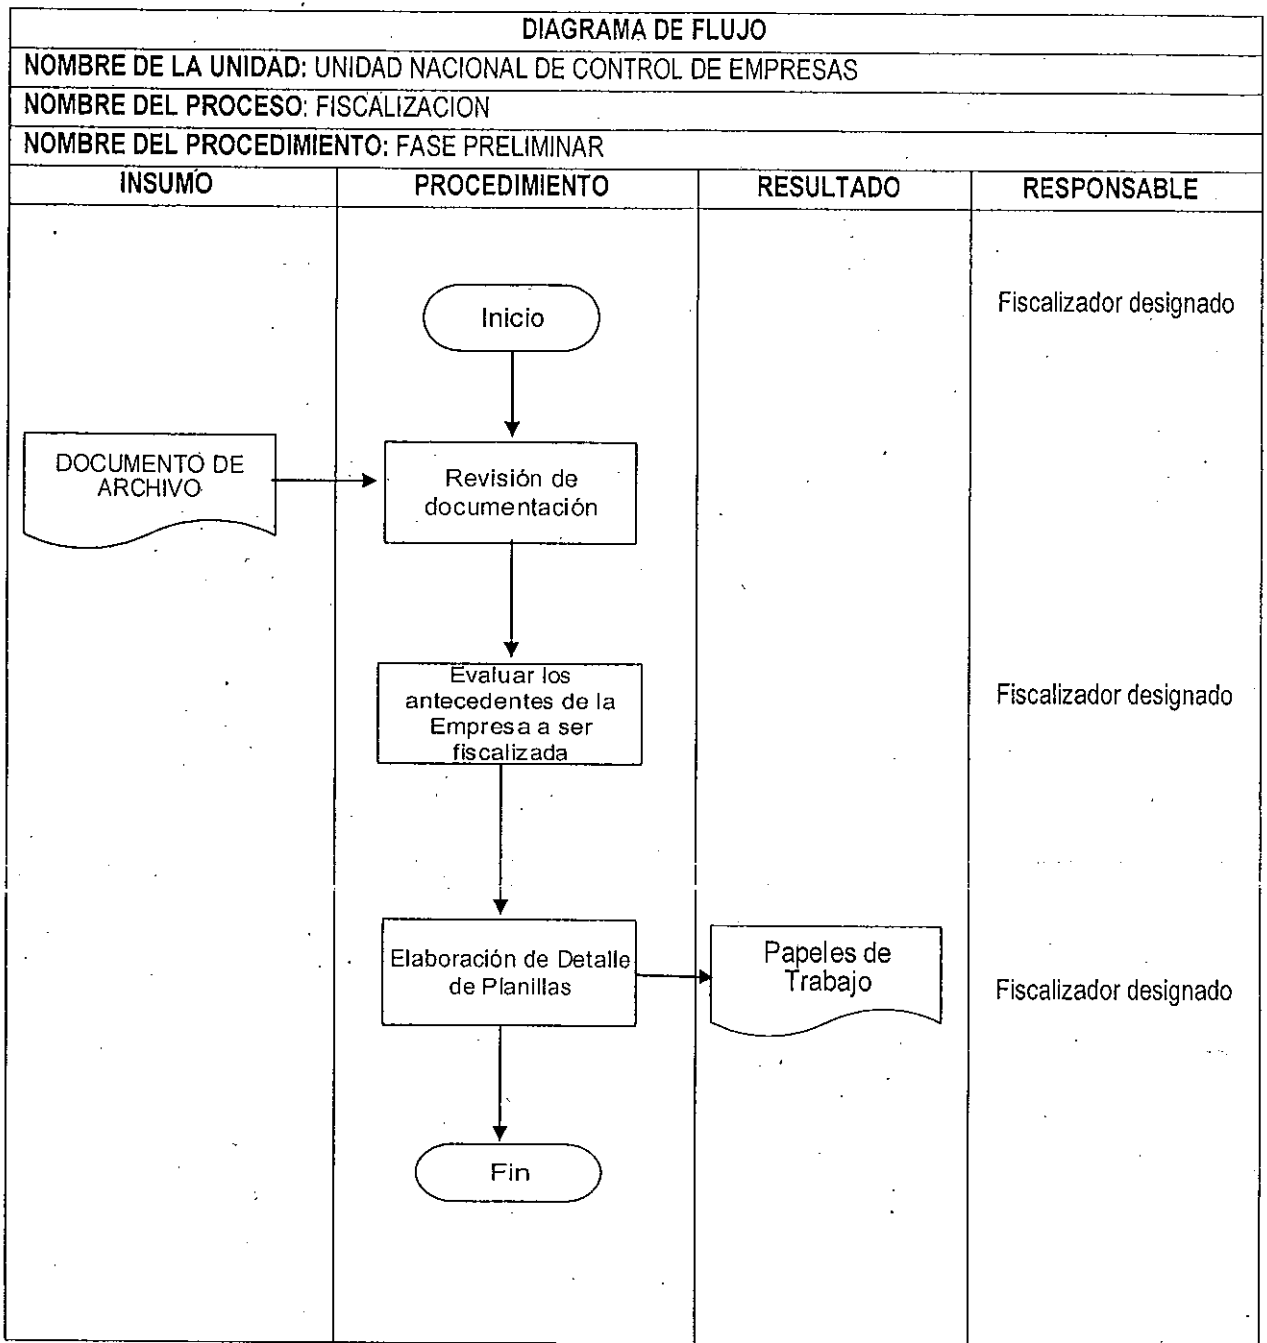 DIAGRAMA DE FLUJO
NOMBRE DE LA UNIDAD: UNIDAD NACIONAL DE CONTROL DE EMPRESAS
NOMBRE DEL PROCESO: FISCALIZACION
NOMBRE DEL PROCEDIMIENTO: FASE PRELIMINAR
INSUMO PROCEDIMIENTO RESULTADO RESPONSABLE
Fiscalizador designado
Inicio
DOCUMENTO DE
ARCHIVO
Revisión de
documentación
Evaluar los
antecedentes de la
Empresa a ser
fiscalizada
Fiscalizador designado
Elaboración de Detalle
de Planillas
Papeles de
Trabajo
Fiscalizador designado
Fin